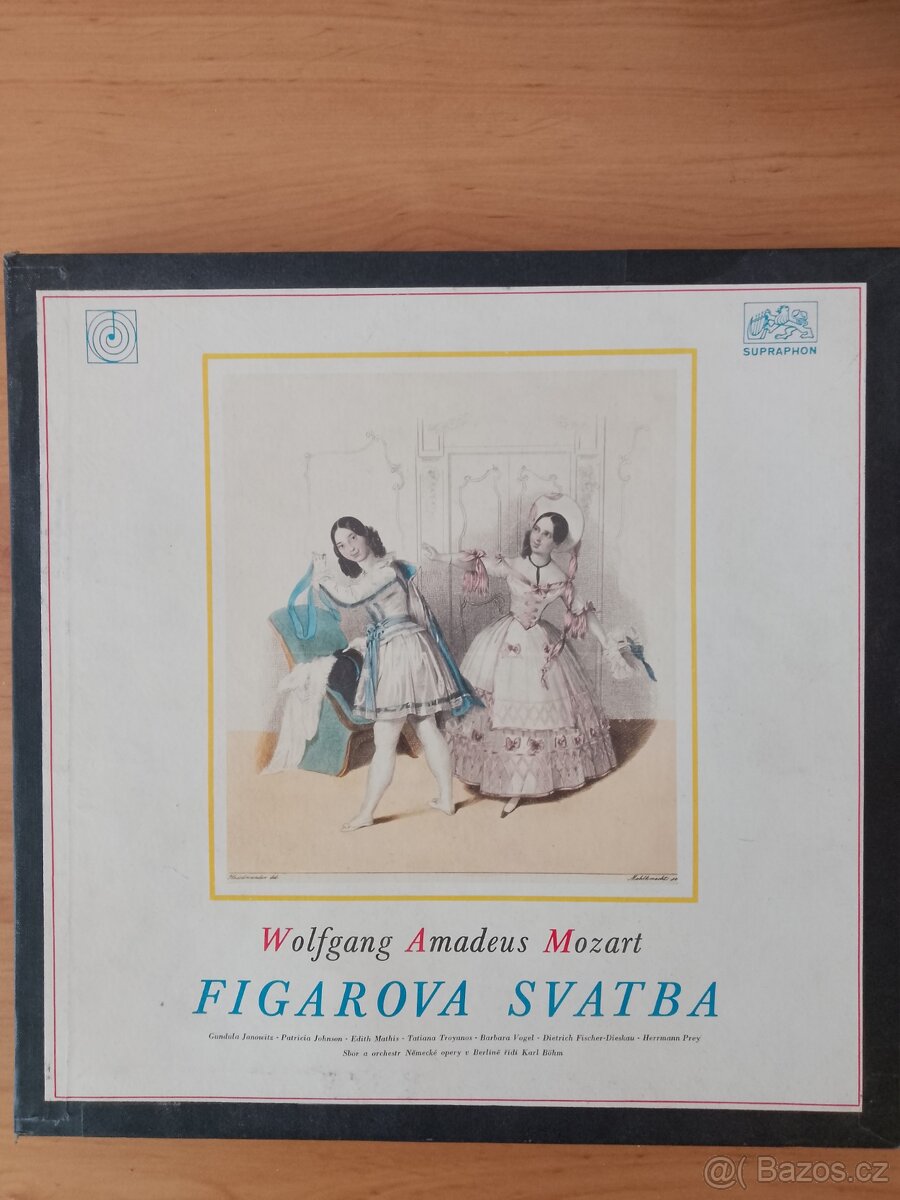 SUPRAPHON
Wolfgang Amadeus Mozart
FIGAROVA SVATBA
Gundula Janowitz · Patricia Johnson · Edith Mathis · Tatiana Troyanos · Barbara Vogel · Dietrich Fischer-Dieskau · Herrmann Prey
Sbor a orchestr Německé opery v Berlíně řídí Karl Böhm
@( Bazos.cz